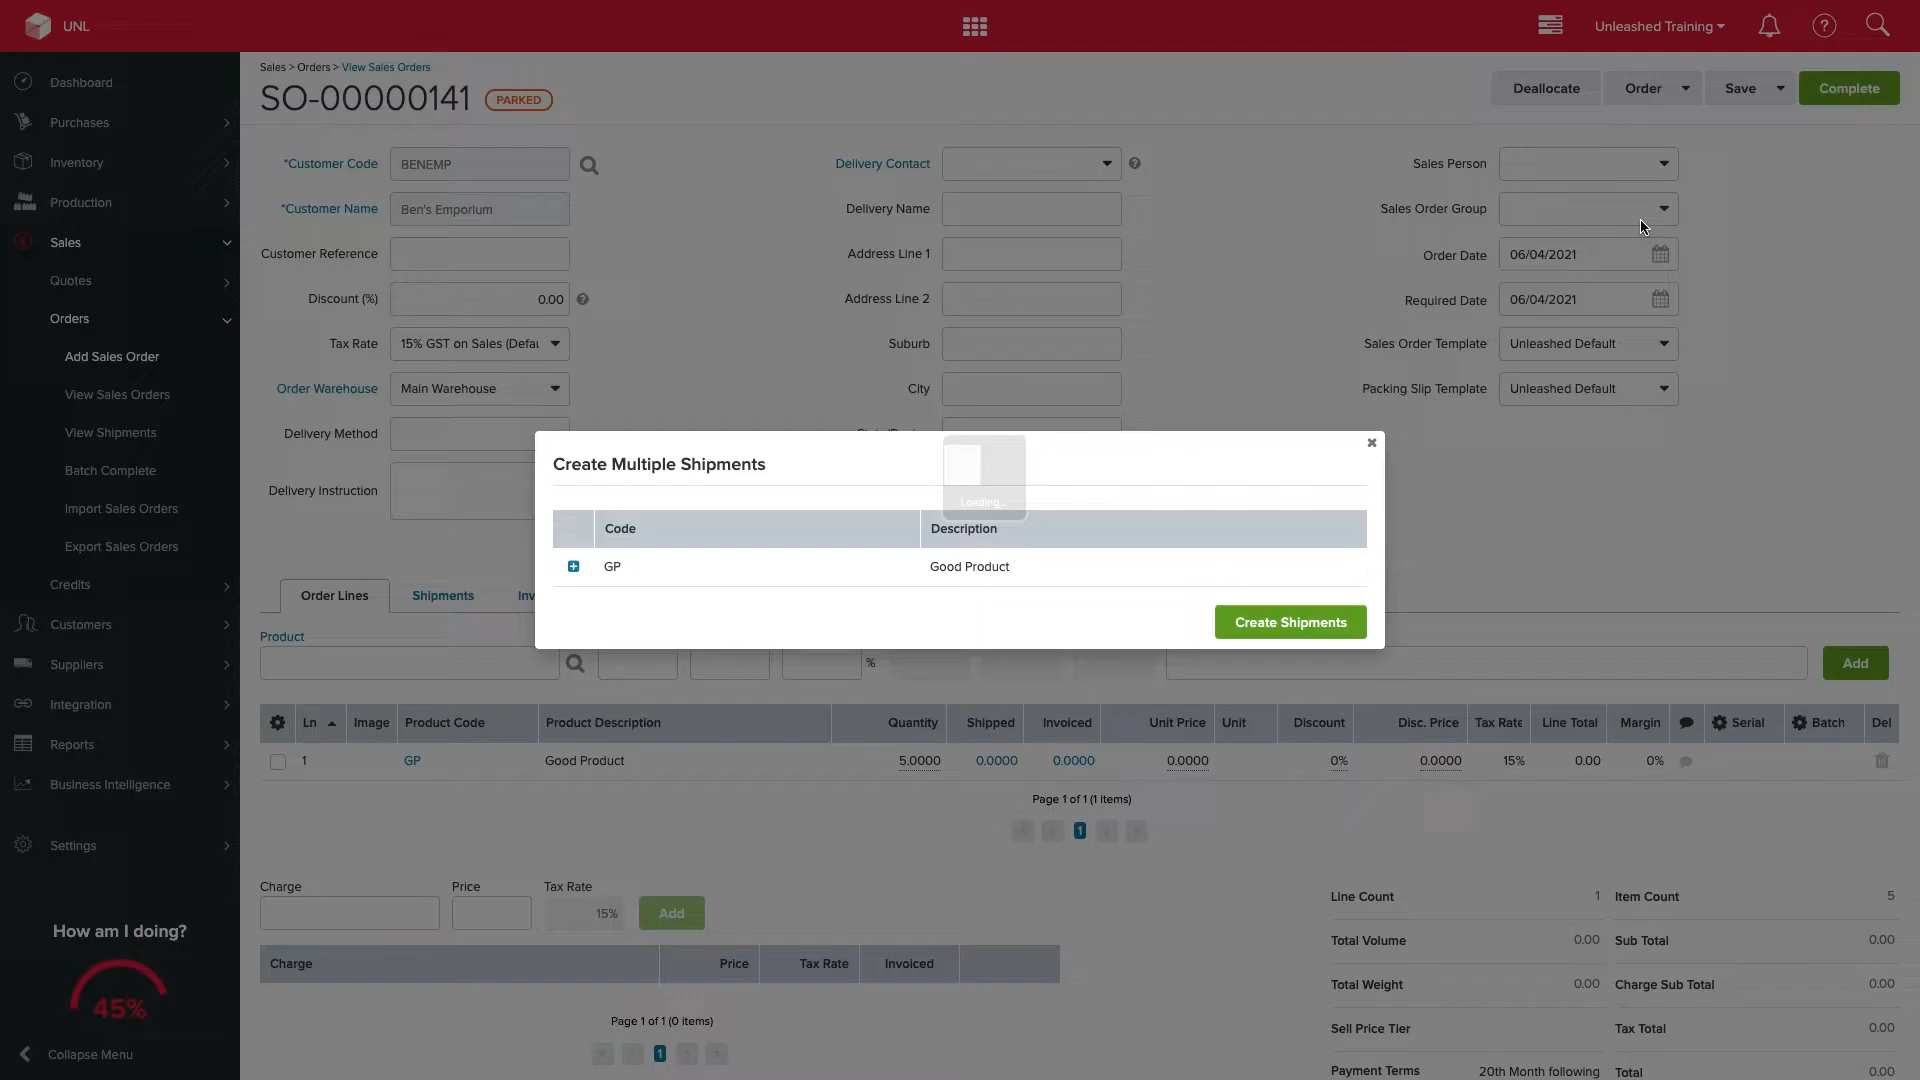 UNL
Unleashed Training
Dashboard
Purchases
Inventory
Production
Sales
Quotes
Orders
Add Sales Order
View Sales Orders
View Shipments
Batch Complete
Import Sales Orders
Export Sales Orders
Credits
Customers
Suppliers
Integration
Reports
Business Intelligence
Settings
How am I doing?
45%
Collapse Menu
Sales > Orders > View Sales Orders
SO-00000141 PARKED
Deallocate Order Save Complete
*Customer Code BENEMP
*Customer Name Ben's Emporium
Customer Reference
Discount (%) 0.00
Tax Rate 15% GST on Sales (Defau
Order Warehouse Main Warehouse
Delivery Method
Delivery Instruction
Delivery Contact
Delivery Name
Address Line 1
Address Line 2
Suburb
City
Sales Person
Sales Order Group
Order Date 06/04/2021
Required Date 06/04/2021
Sales Order Template Unleashed Default
Packing Slip Template Unleashed Default
Create Multiple Shipments
Loading...
Code Description
GP Good Product
Create Shipments
Order Lines Shipments Inv
Product
% Add
Ln Image Product Code Product Description Quantity Shipped Invoiced Unit Price Unit Discount Disc. Price Tax Rate Line Total Margin Serial Batch Del
1 GP Good Product 5.0000 0.0000 0.0000 0.0000 0% 0.0000 15% 0.00 0%
Page 1 of 1 (1 items)
1
Charge Price Tax Rate
15% Add
Charge Price Tax Rate Invoiced
Page 1 of 1 (0 items)
1
Line Count 1 Item Count 5
Total Volume 0.00 Sub Total 0.00
Total Weight 0.00 Charge Sub Total 0.00
Sell Price Tier Tax Total 0.00
Payment Terms 20th Month following Total 0.00